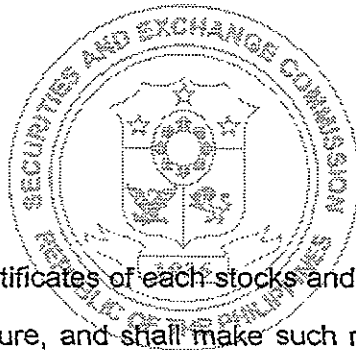 SECURITIES AND EXCHANGE COMMISSION
REPUBLIC OF THE PHILIPPINES
tificates of each stocks and
ure, and shall make such